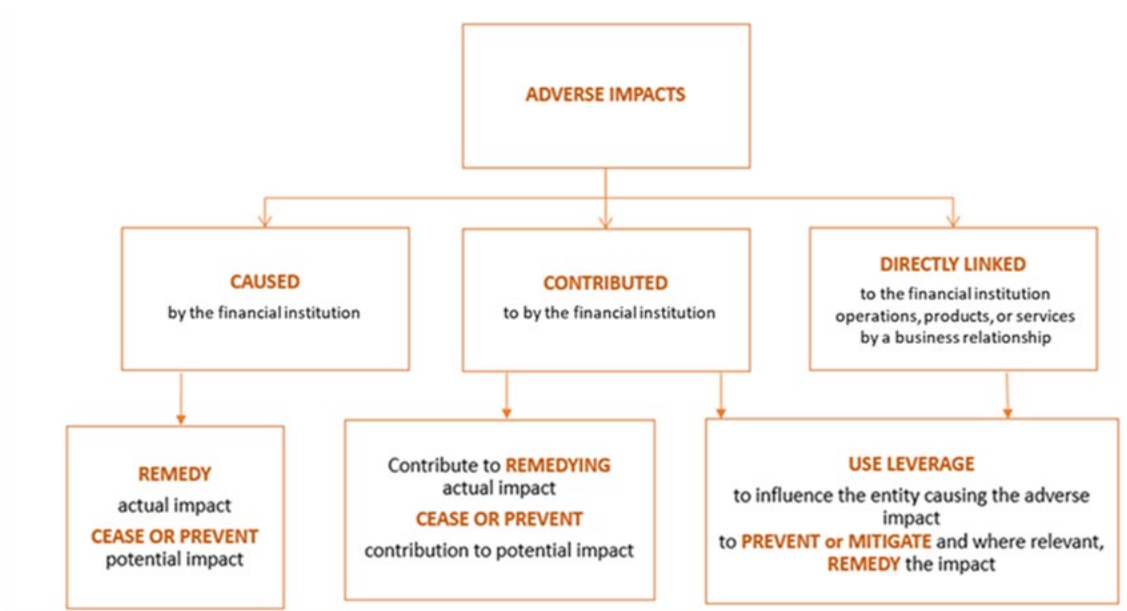 ADVERSE IMPACTS
CAUSED
by the financial institution
CONTRIBUTED
to by the financial institution
DIRECTLY LINKED
to the financial institution
operations, products, or services
by a business relationship
REMEDY
actual impact
CEASE OR PREVENT
potential impact
Contribute to REMEDYING
actual impact
CEASE OR PREVENT
contribution to potential impact
USE LEVERAGE
to influence the entity causing the adverse
impact
to PREVENT or MITIGATE and where relevant,
REMEDY the impact